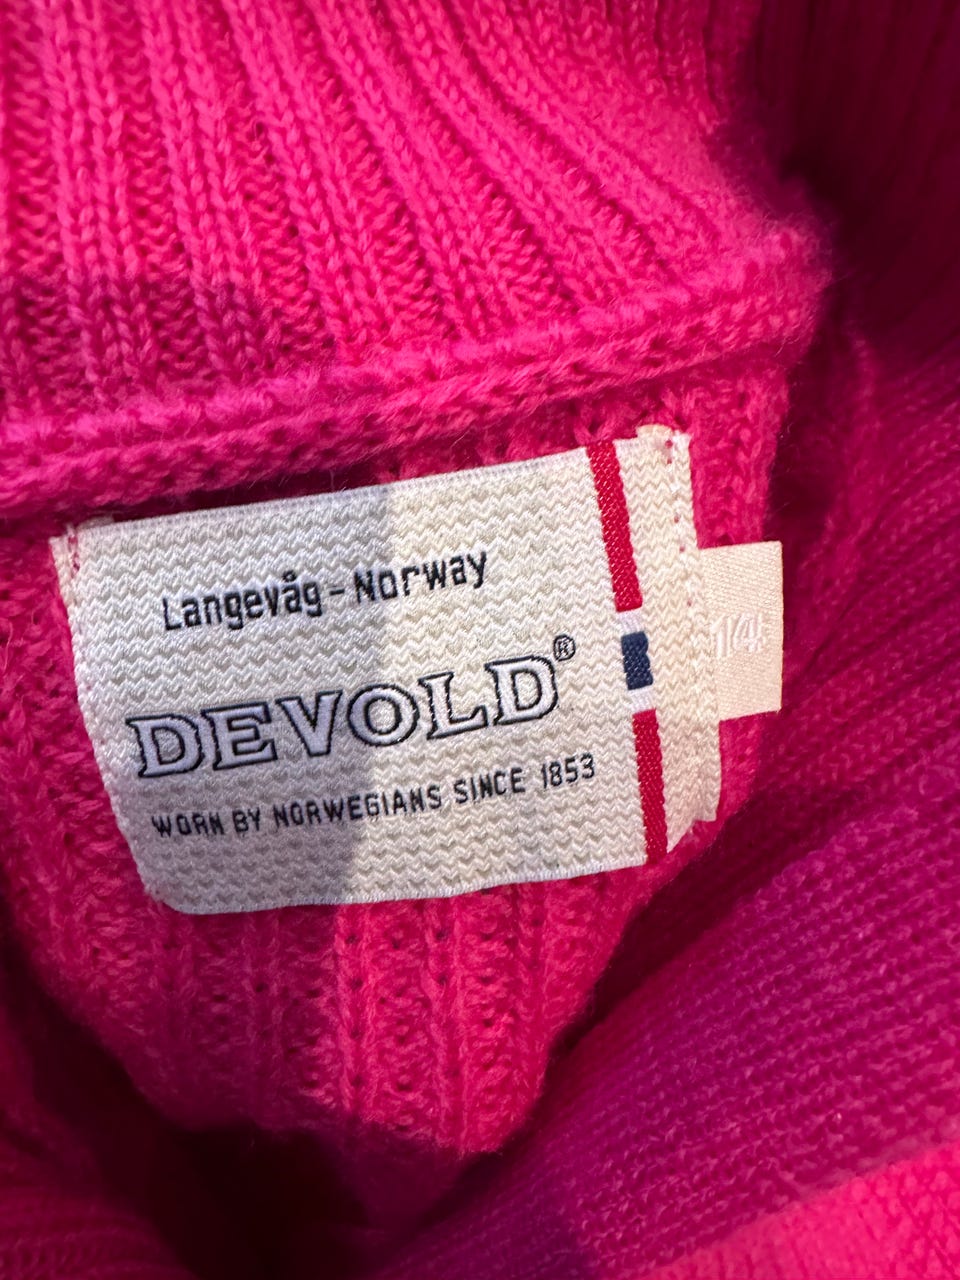 Langevåg - Norway
DEVOLD®
WORN BY NORWEGIANS SINCE 1853
14